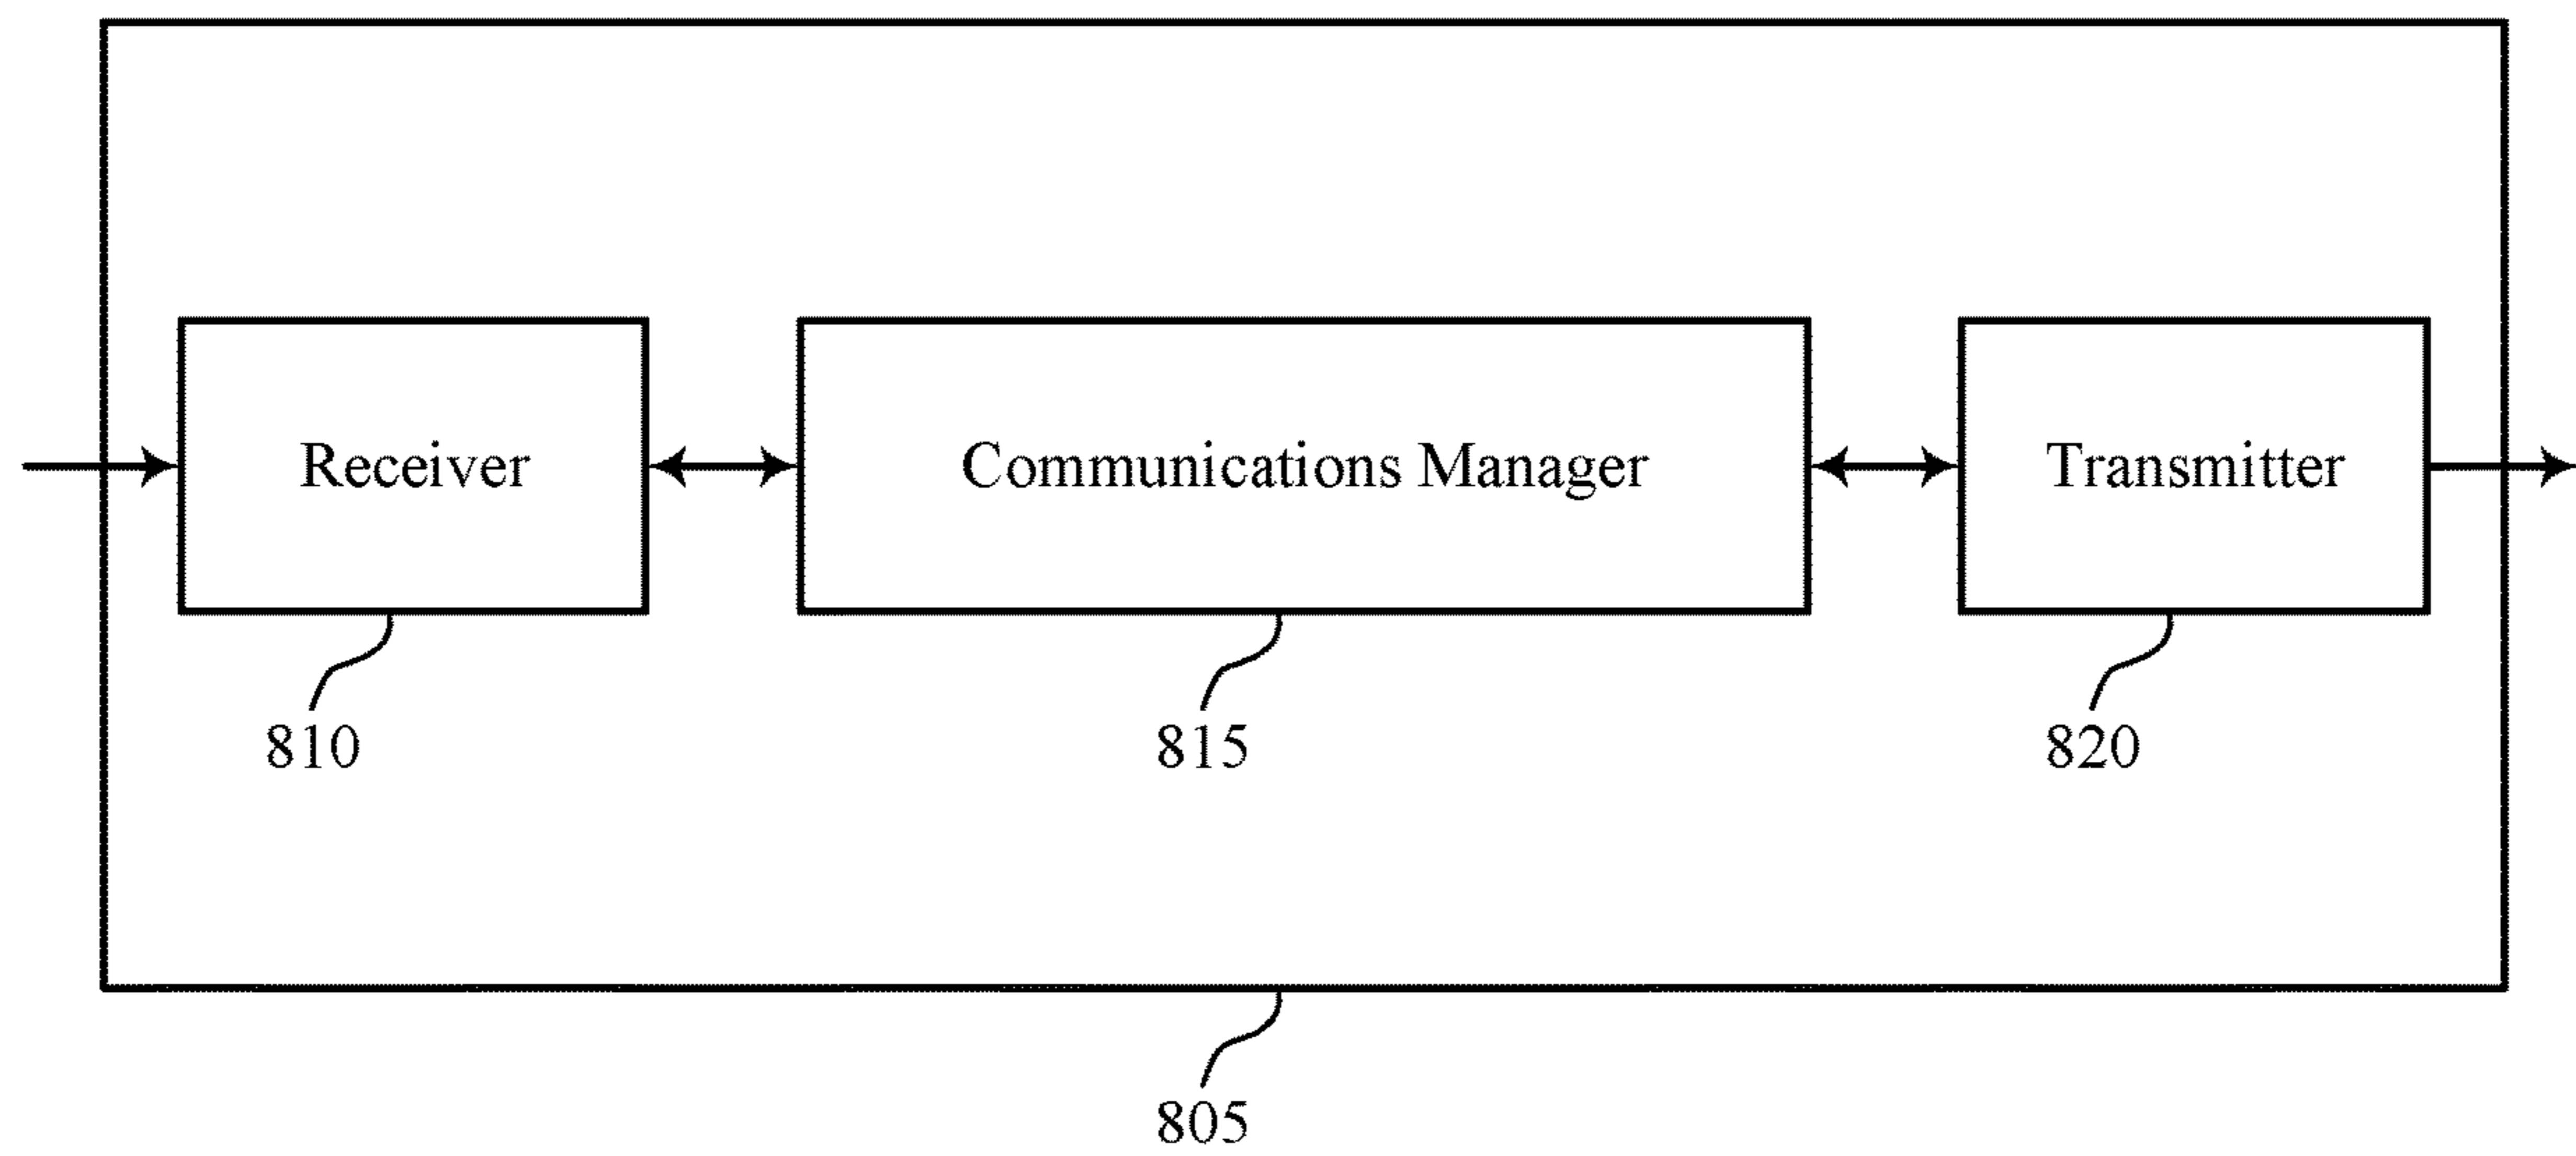 Receiver
Communications Manager
Transmitter
810
815
820
805